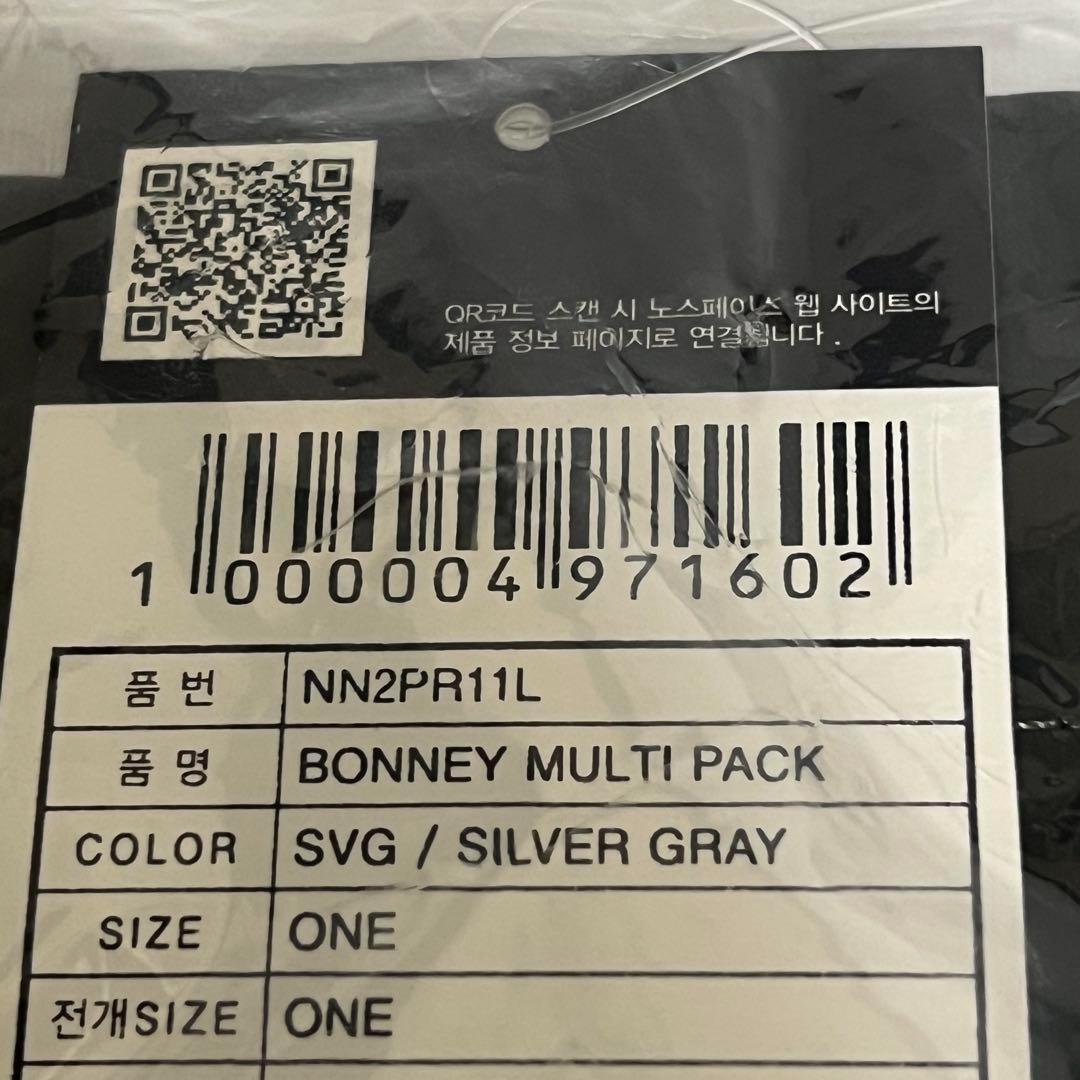 QR코드 스캔 시 노스페이스 웹 사이트의
제품 정보 페이지로 연결됩니다 .
1 000004 971602
품 번 NN2PR11L
품 명 BONNEY MULTI PACK
COLOR SVG / SILVER GRAY
SIZE ONE
전개SIZE ONE